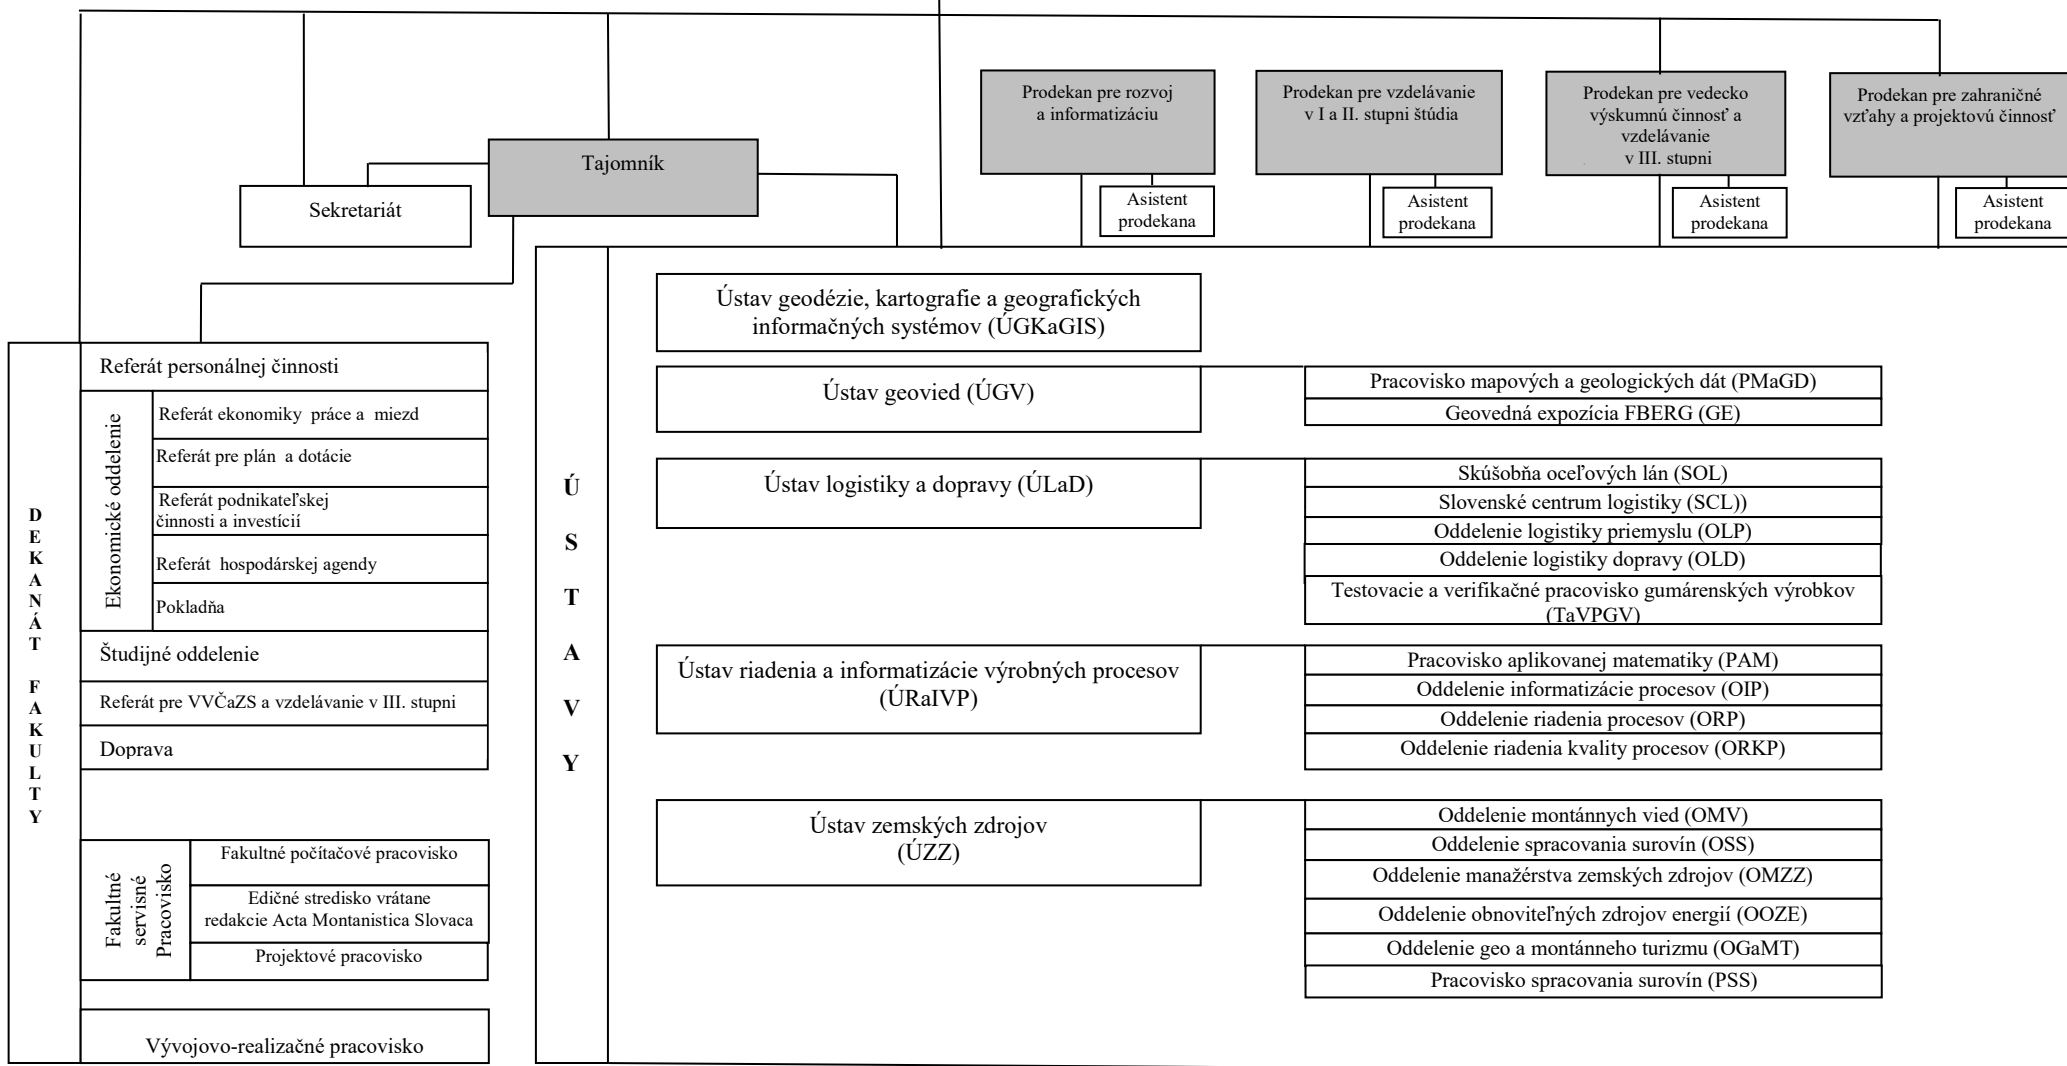 Prodekan pre rozvoj
a informatizáciu
Prodekan pre vzdelávanie
v I a II. stupni štúdia
Prodekan pre vedecko
výskumnú činnosť a
vzdelávanie
v III. stupni
Prodekan pre zahraničné
vzťahy a projektovú činnosť
Tajomník
Sekretariát
Asistent
prodekana
Asistent
prodekana
Asistent
prodekana
Asistent
prodekana
DEKANÁT FAKULTY
Referát personálnej činnosti
Ekonomické oddelenie
Referát ekonomiky práce a miezd
Referát pre plán a dotácie
Referát podnikateľskej
činnosti a investícií
Referát hospodárskej agendy
Pokladňa
Študijné oddelenie
Referát pre VVČaZS a vzdelávanie v III. stupni
Doprava
Fakultné
servisné
Pracovisko
Fakultné počítačové pracovisko
Edičné stredisko vrátane
redakcie Acta Montanistica Slovaca
Projektové pracovisko
Vývojovo-realizačné pracovisko
ÚSTAVY
Ústav geodézie, kartografie a geografických
informačných systémov (ÚGKaGIS)
Ústav geovied (ÚGV)
Pracovisko mapových a geologických dát (PMaGD)
Geovedná expozícia FBERG (GE)
Ústav logistiky a dopravy (ÚLaD)
Skúšobňa oceľových lán (SOL)
Slovenské centrum logistiky (SCL))
Oddelenie logistiky priemyslu (OLP)
Oddelenie logistiky dopravy (OLD)
Testovacie a verifikačné pracovisko gumárenských výrobkov
(TaVPGV)
Ústav riadenia a informatizácie výrobných procesov
(ÚRaIVP)
Pracovisko aplikovanej matematiky (PAM)
Oddelenie informatizácie procesov (OIP)
Oddelenie riadenia procesov (ORP)
Oddelenie riadenia kvality procesov (ORKP)
Ústav zemských zdrojov
(ÚZZ)
Oddelenie montánnych vied (OMV)
Oddelenie spracovania surovín (OSS)
Oddelenie manažérstva zemských zdrojov (OMZZ)
Oddelenie obnoviteľných zdrojov energií (OOZE)
Oddelenie geo a montánneho turizmu (OGaMT)
Pracovisko spracovania surovín (PSS)